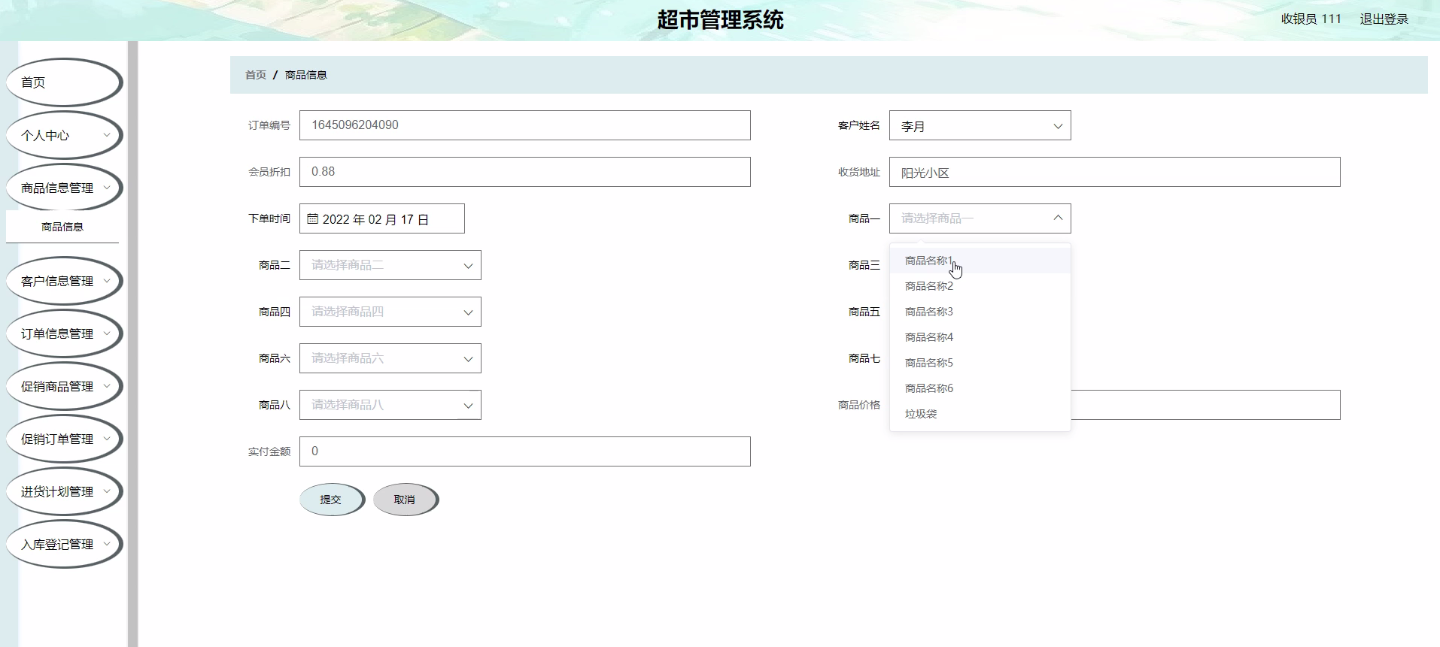 超市管理系统
收银员 111 退出登录
首页
个人中心
商品信息管理
商品信息
客户信息管理
订单信息管理
促销商品管理
促销订单管理
进货计划管理
入库登记管理
首页 / 商品信息
订单编号 1645096204090 客户姓名 李月
会员折扣 0.88 收货地址 阳光小区
下单时间 2022 年 02 月 17 日 商品一 请选择商品一
商品二 请选择商品二 商品三
商品四 请选择商品四 商品五
商品六 请选择商品六 商品七
商品八 请选择商品八 商品价格
实付金额 0
商品名称1
商品名称2
商品名称3
商品名称4
商品名称5
商品名称6
垃圾袋
提交 取消